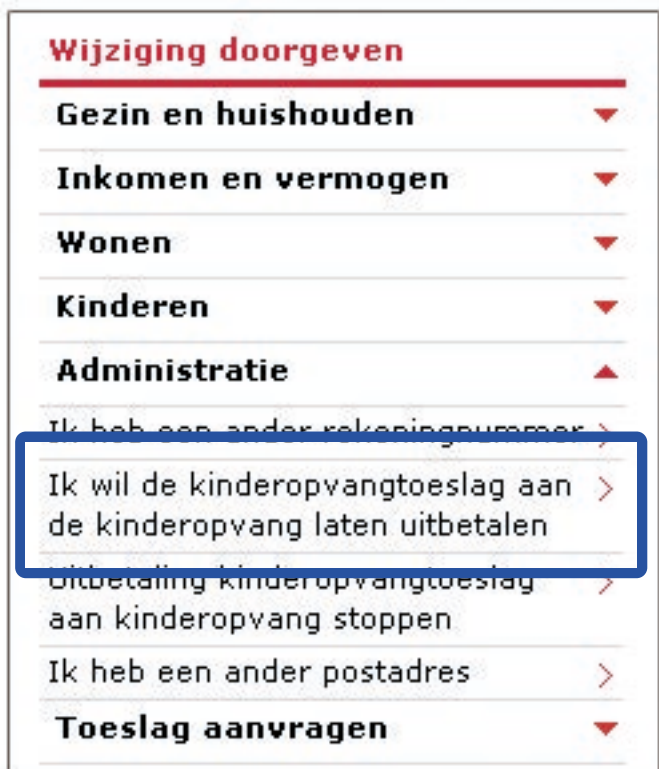 Wijziging doorgeven
Gezin en huishouden
Inkomen en vermogen
Wonen
Kinderen
Administratie
Ik heb een ander rekeningnummer
Ik wil de kinderopvangtoeslag aan
de kinderopvang laten uitbetalen
Uitbetaling kinderopvangtoeslag
aan kinderopvang stoppen
Ik heb een ander postadres
Toeslag aanvragen